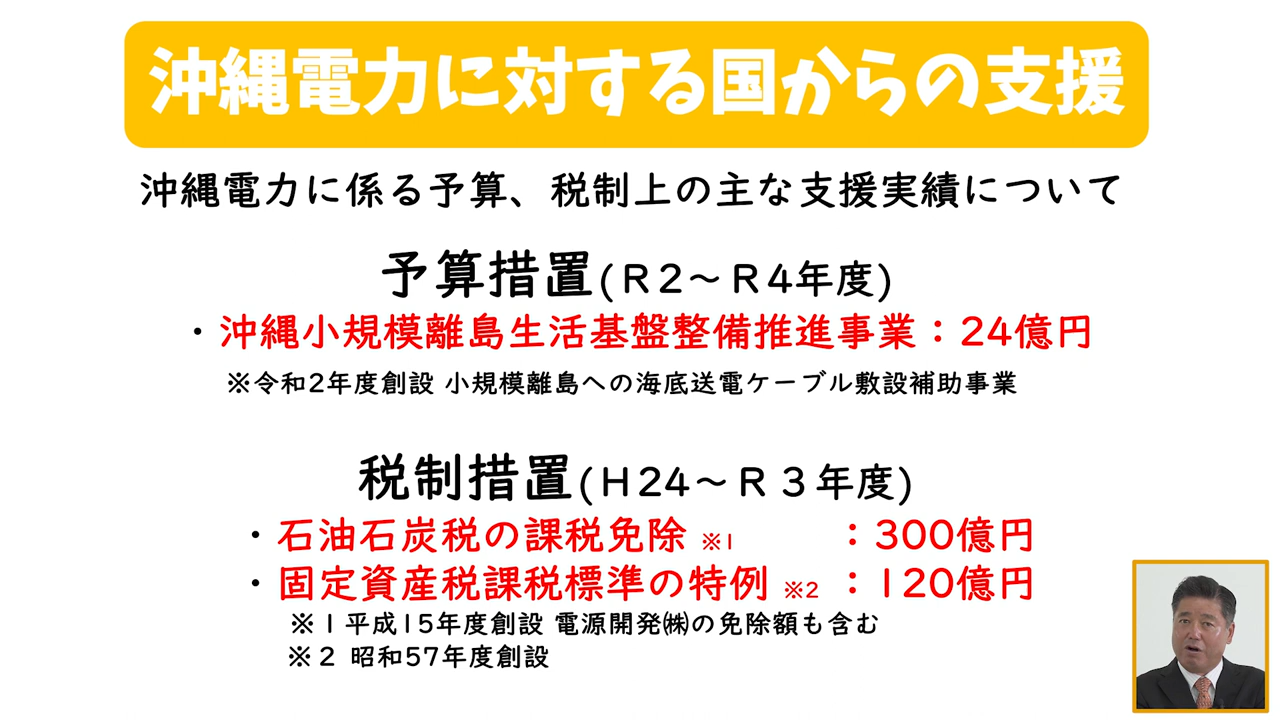 沖縄電力に対する国からの支援
沖縄電力に係る予算、税制上の主な支援実績について
予算措置(R2～R4年度)
・沖縄小規模離島生活基盤整備推進事業：24億円
※令和2年度創設 小規模離島への海底送電ケーブル敷設補助事業
税制措置(H24～R３年度)
・石油石炭税の課税免除 ※1 ：300億円
・固定資産税課税標準の特例 ※2 ：120億円
※１平成15年度創設 電源開発㈱の免除額も含む
※２ 昭和57年度創設